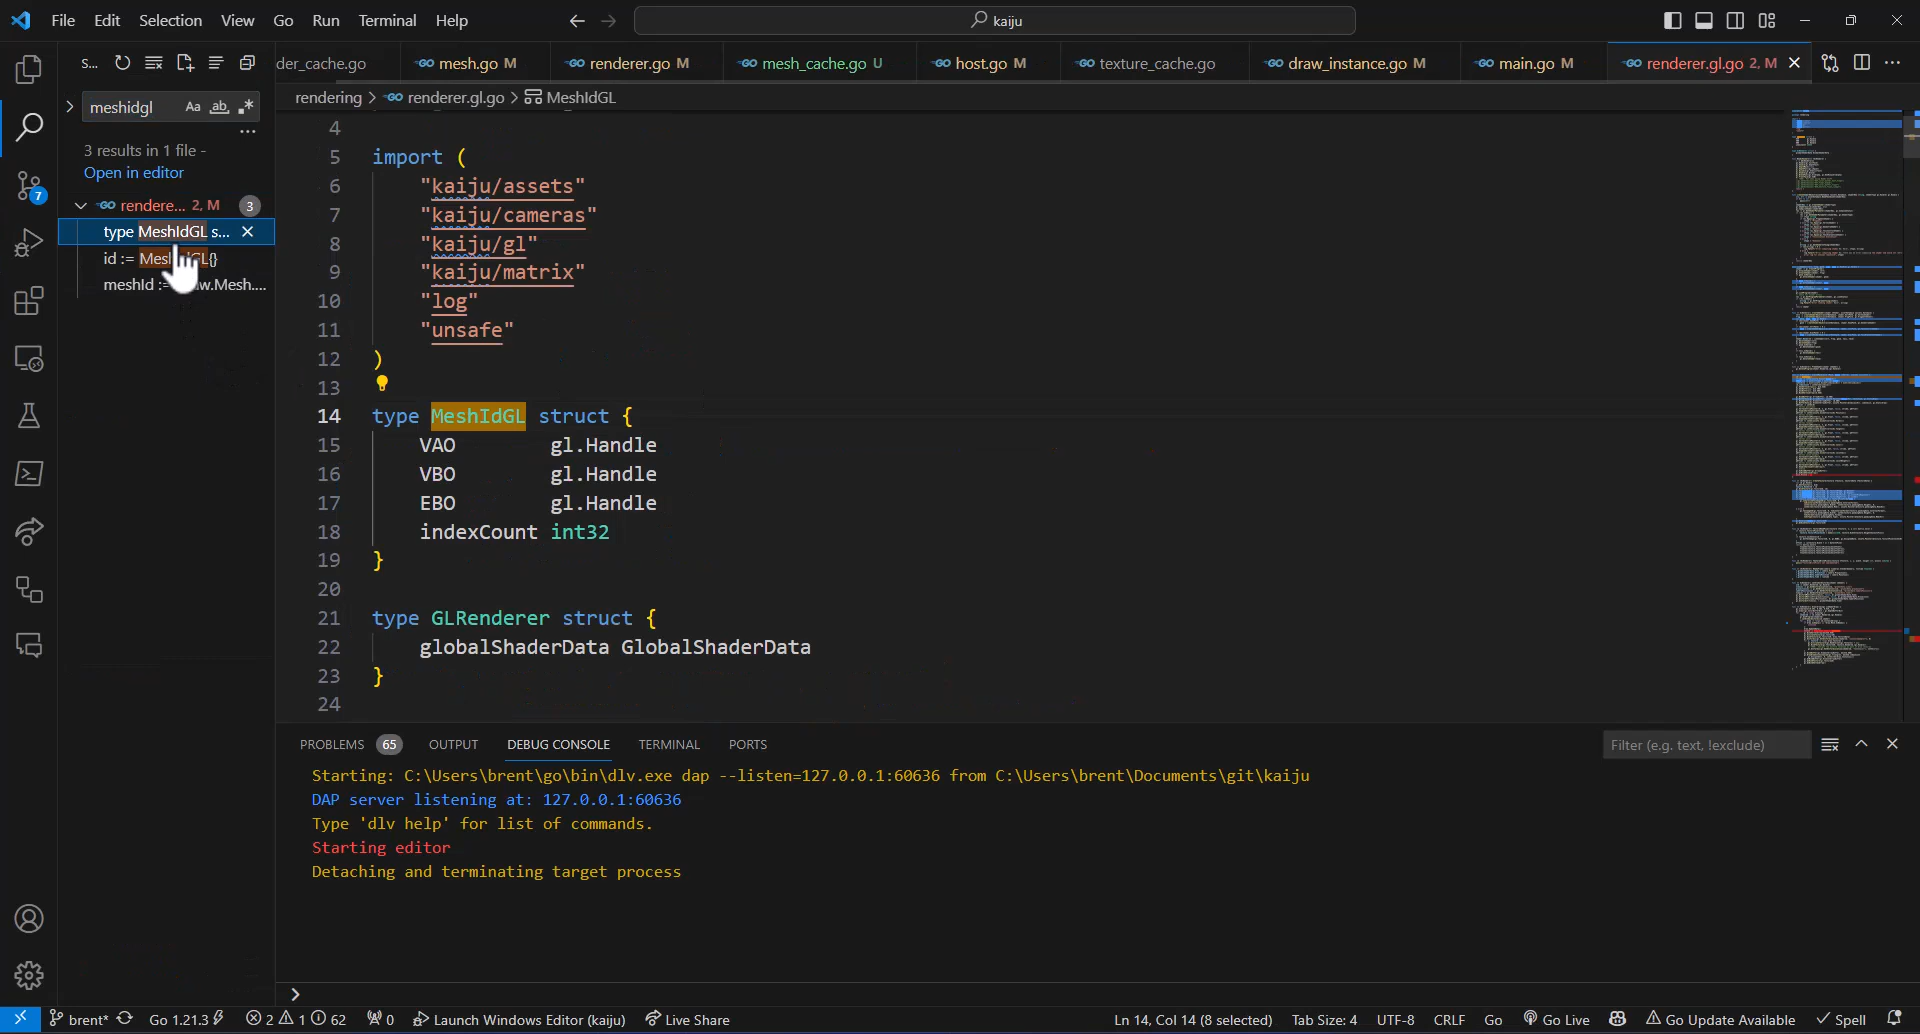 File Edit Selection View Go Run Terminal Help
kaiju
S...
der_cache.go
mesh.go M
renderer.go M
mesh_cache.go U
host.go M
texture_cache.go
draw_instance.go M
main.go M
renderer.gl.go 2, M
meshidgl
Aa ab
rendering > renderer.gl.go > MeshIdGL
3 results in 1 file -
Open in editor
rendere... 2, M 3
type MeshIdGL s...
id := MeshIdGL{}
meshId :=
w.Mesh....
7
4
5 import (
6 "kaiju/assets"
7 "kaiju/cameras"
8 "kaiju/gl"
9 "kaiju/matrix"
10 "log"
11 "unsafe"
12 )
13
14 type MeshIdGL struct {
15 VAO gl.Handle
16 VBO gl.Handle
17 EBO gl.Handle
18 indexCount int32
19 }
20
21 type GLRenderer struct {
22 globalShaderData GlobalShaderData
23 }
24
PROBLEMS 65 OUTPUT DEBUG CONSOLE TERMINAL PORTS
Filter (e.g. text, !exclude)
Starting: C:\Users\brent\go\bin\dlv.exe dap --listen=127.0.0.1:60636 from C:\Users\brent\Documents\git\kaiju
DAP server listening at: 127.0.0.1:60636
Type 'dlv help' for list of commands.
Starting editor
Detaching and terminating target process
brent* Go 1.21.3 2 1 62 0 Launch Windows Editor (kaiju) Live Share
Ln 14, Col 14 (8 selected) Tab Size: 4 UTF-8 CRLF Go Go Live Go Update Available Spell